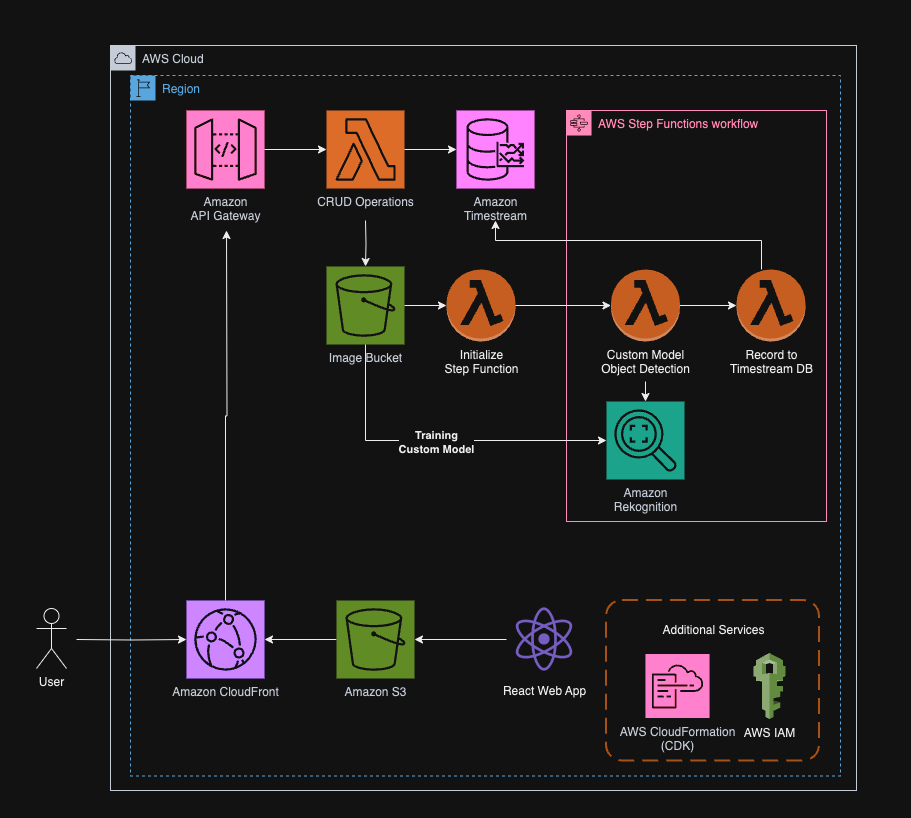 AWS Cloud
Region
Amazon
API Gateway
CRUD Operations
Amazon
Timestream
AWS Step Functions workflow
Image Bucket
Initialize
Step Function
Custom Model
Object Detection
Record to
Timestream DB
Training
Custom Model
Amazon
Rekognition
User
Amazon CloudFront
Amazon S3
React Web App
Additional Services
AWS CloudFormation
(CDK)
AWS IAM